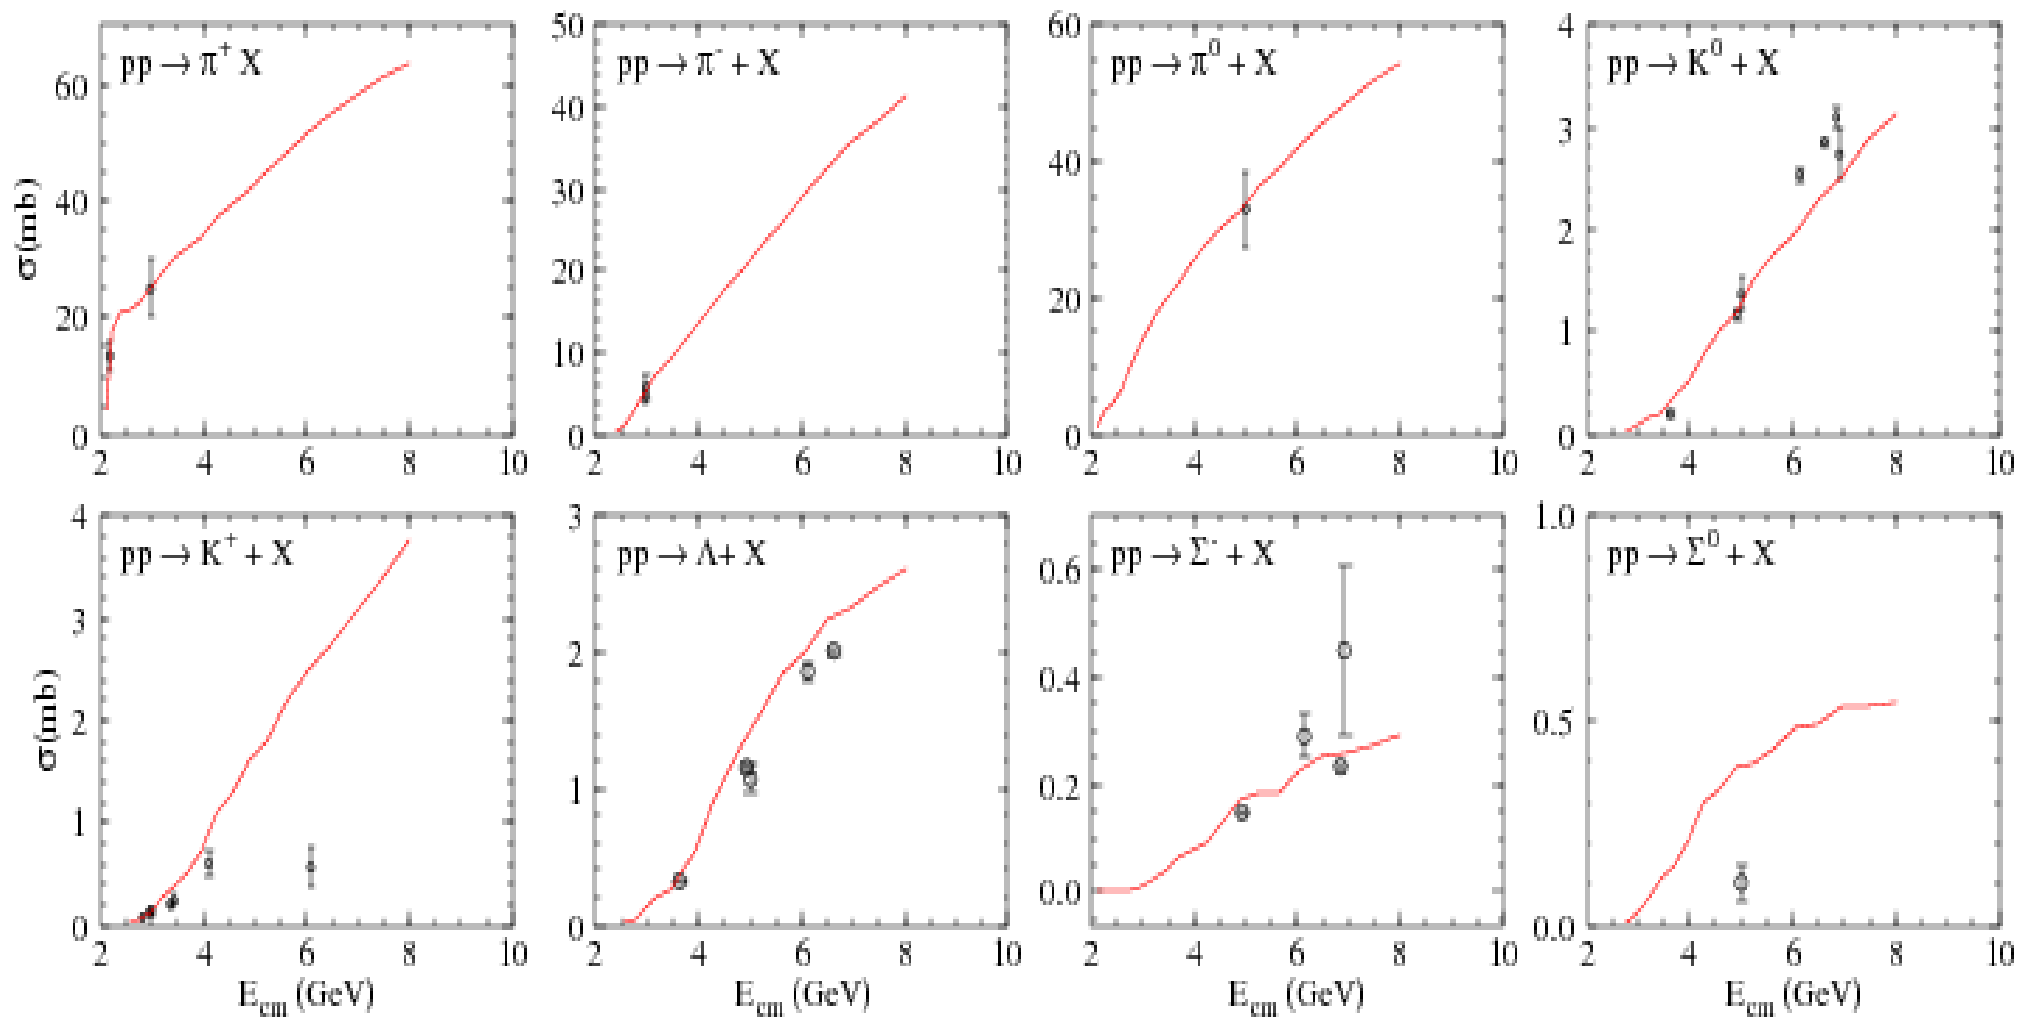 pp → π⁺ X
σ(mb)
60
40
20
0
2 4 6 8 10
pp → π⁻ + X
50
40
30
20
10
0
2 4 6 8 10
pp → π⁰ + X
60
40
20
0
2 4 6 8 10
pp → K⁰ + X
4
3
2
1
0
2 4 6 8 10
pp → K⁺ + X
σ(mb)
4
3
2
1
0
2 4 6 8 10
E_cm (GeV)
pp → Λ + X
3
2
1
0
2 4 6 8 10
E_cm (GeV)
pp → Σ⁻ + X
0.6
0.4
0.2
0.0
2 4 6 8 10
E_cm (GeV)
pp → Σ⁰ + X
1.0
0.5
0.0
2 4 6 8 10
E_cm (GeV)